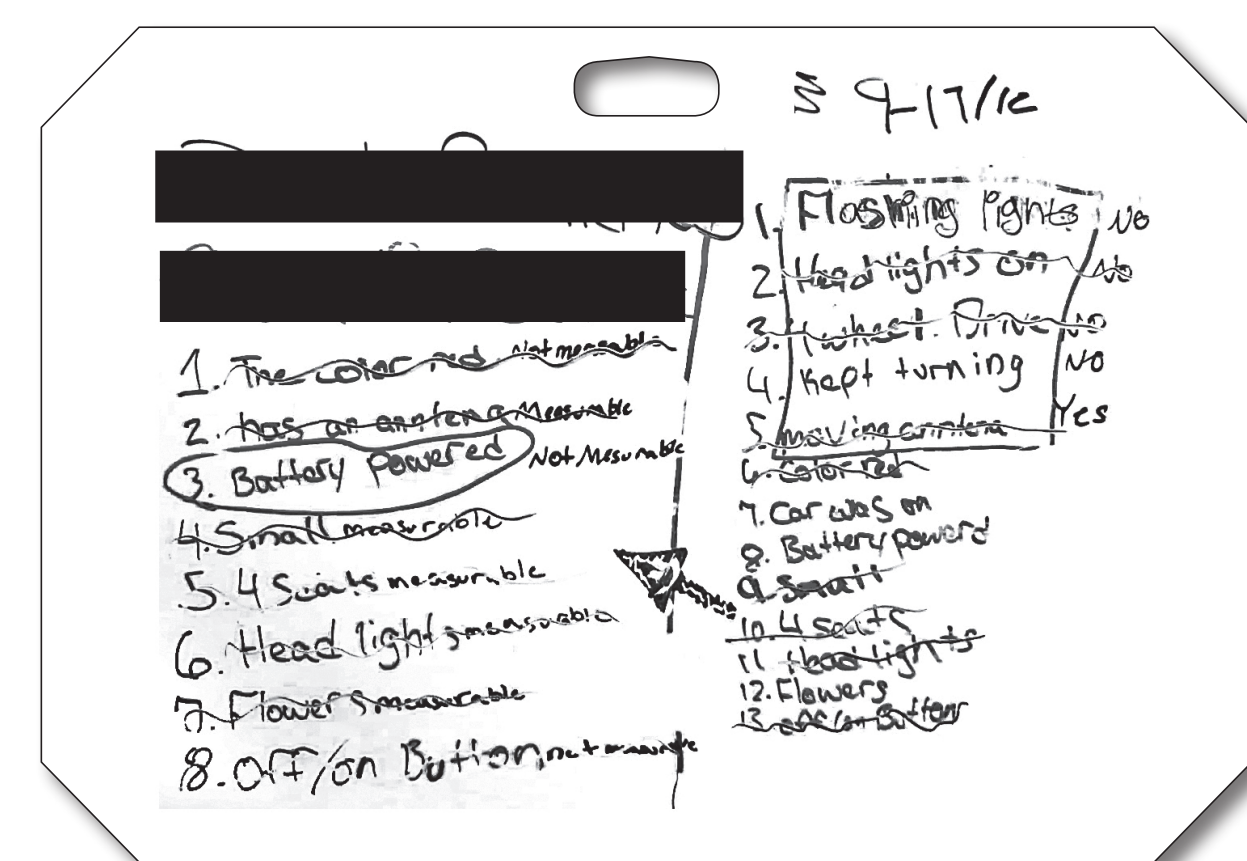 9-17/12
1. The color red. Not measurable
2. has an anntena Measurable
3. Battery powered Not Mesurable
4. Small measurable
5. 4 Seats measurable
6. Head lights measurable
7. Flowers measurable
8. Off/on Button, not measurable
1. Flashing lights No
2. Head lights on No
3. 4 wheel. Drive No
4. Kept turning No
5. moving anntena Yes
6. Color red
7. Car was on
8. Battery powerd
9. Small
10. 4 seats
11. Head lights
12. Flowers
13. off/on Button